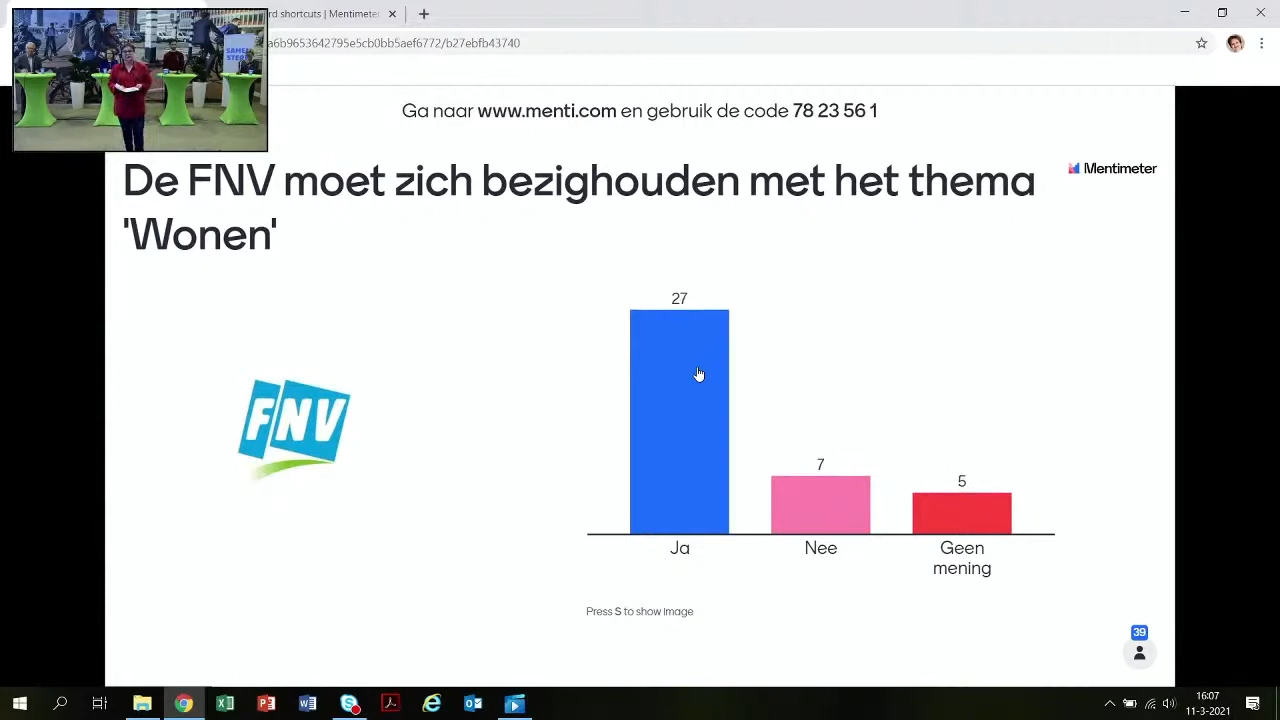 rd shortcuts | Mentimeter
a6b9653642795e5cb0bb5aef6772/b27ebfb43740
SAMEN
STERK
Ga naar www.menti.com en gebruik de code 78 23 56 1
De FNV moet zich bezighouden met het thema
'Wonen'
Mentimeter
FNV
27
7
5
Ja
Nee
Geen
mening
Press S to show image
39
16:07
11-3-2021